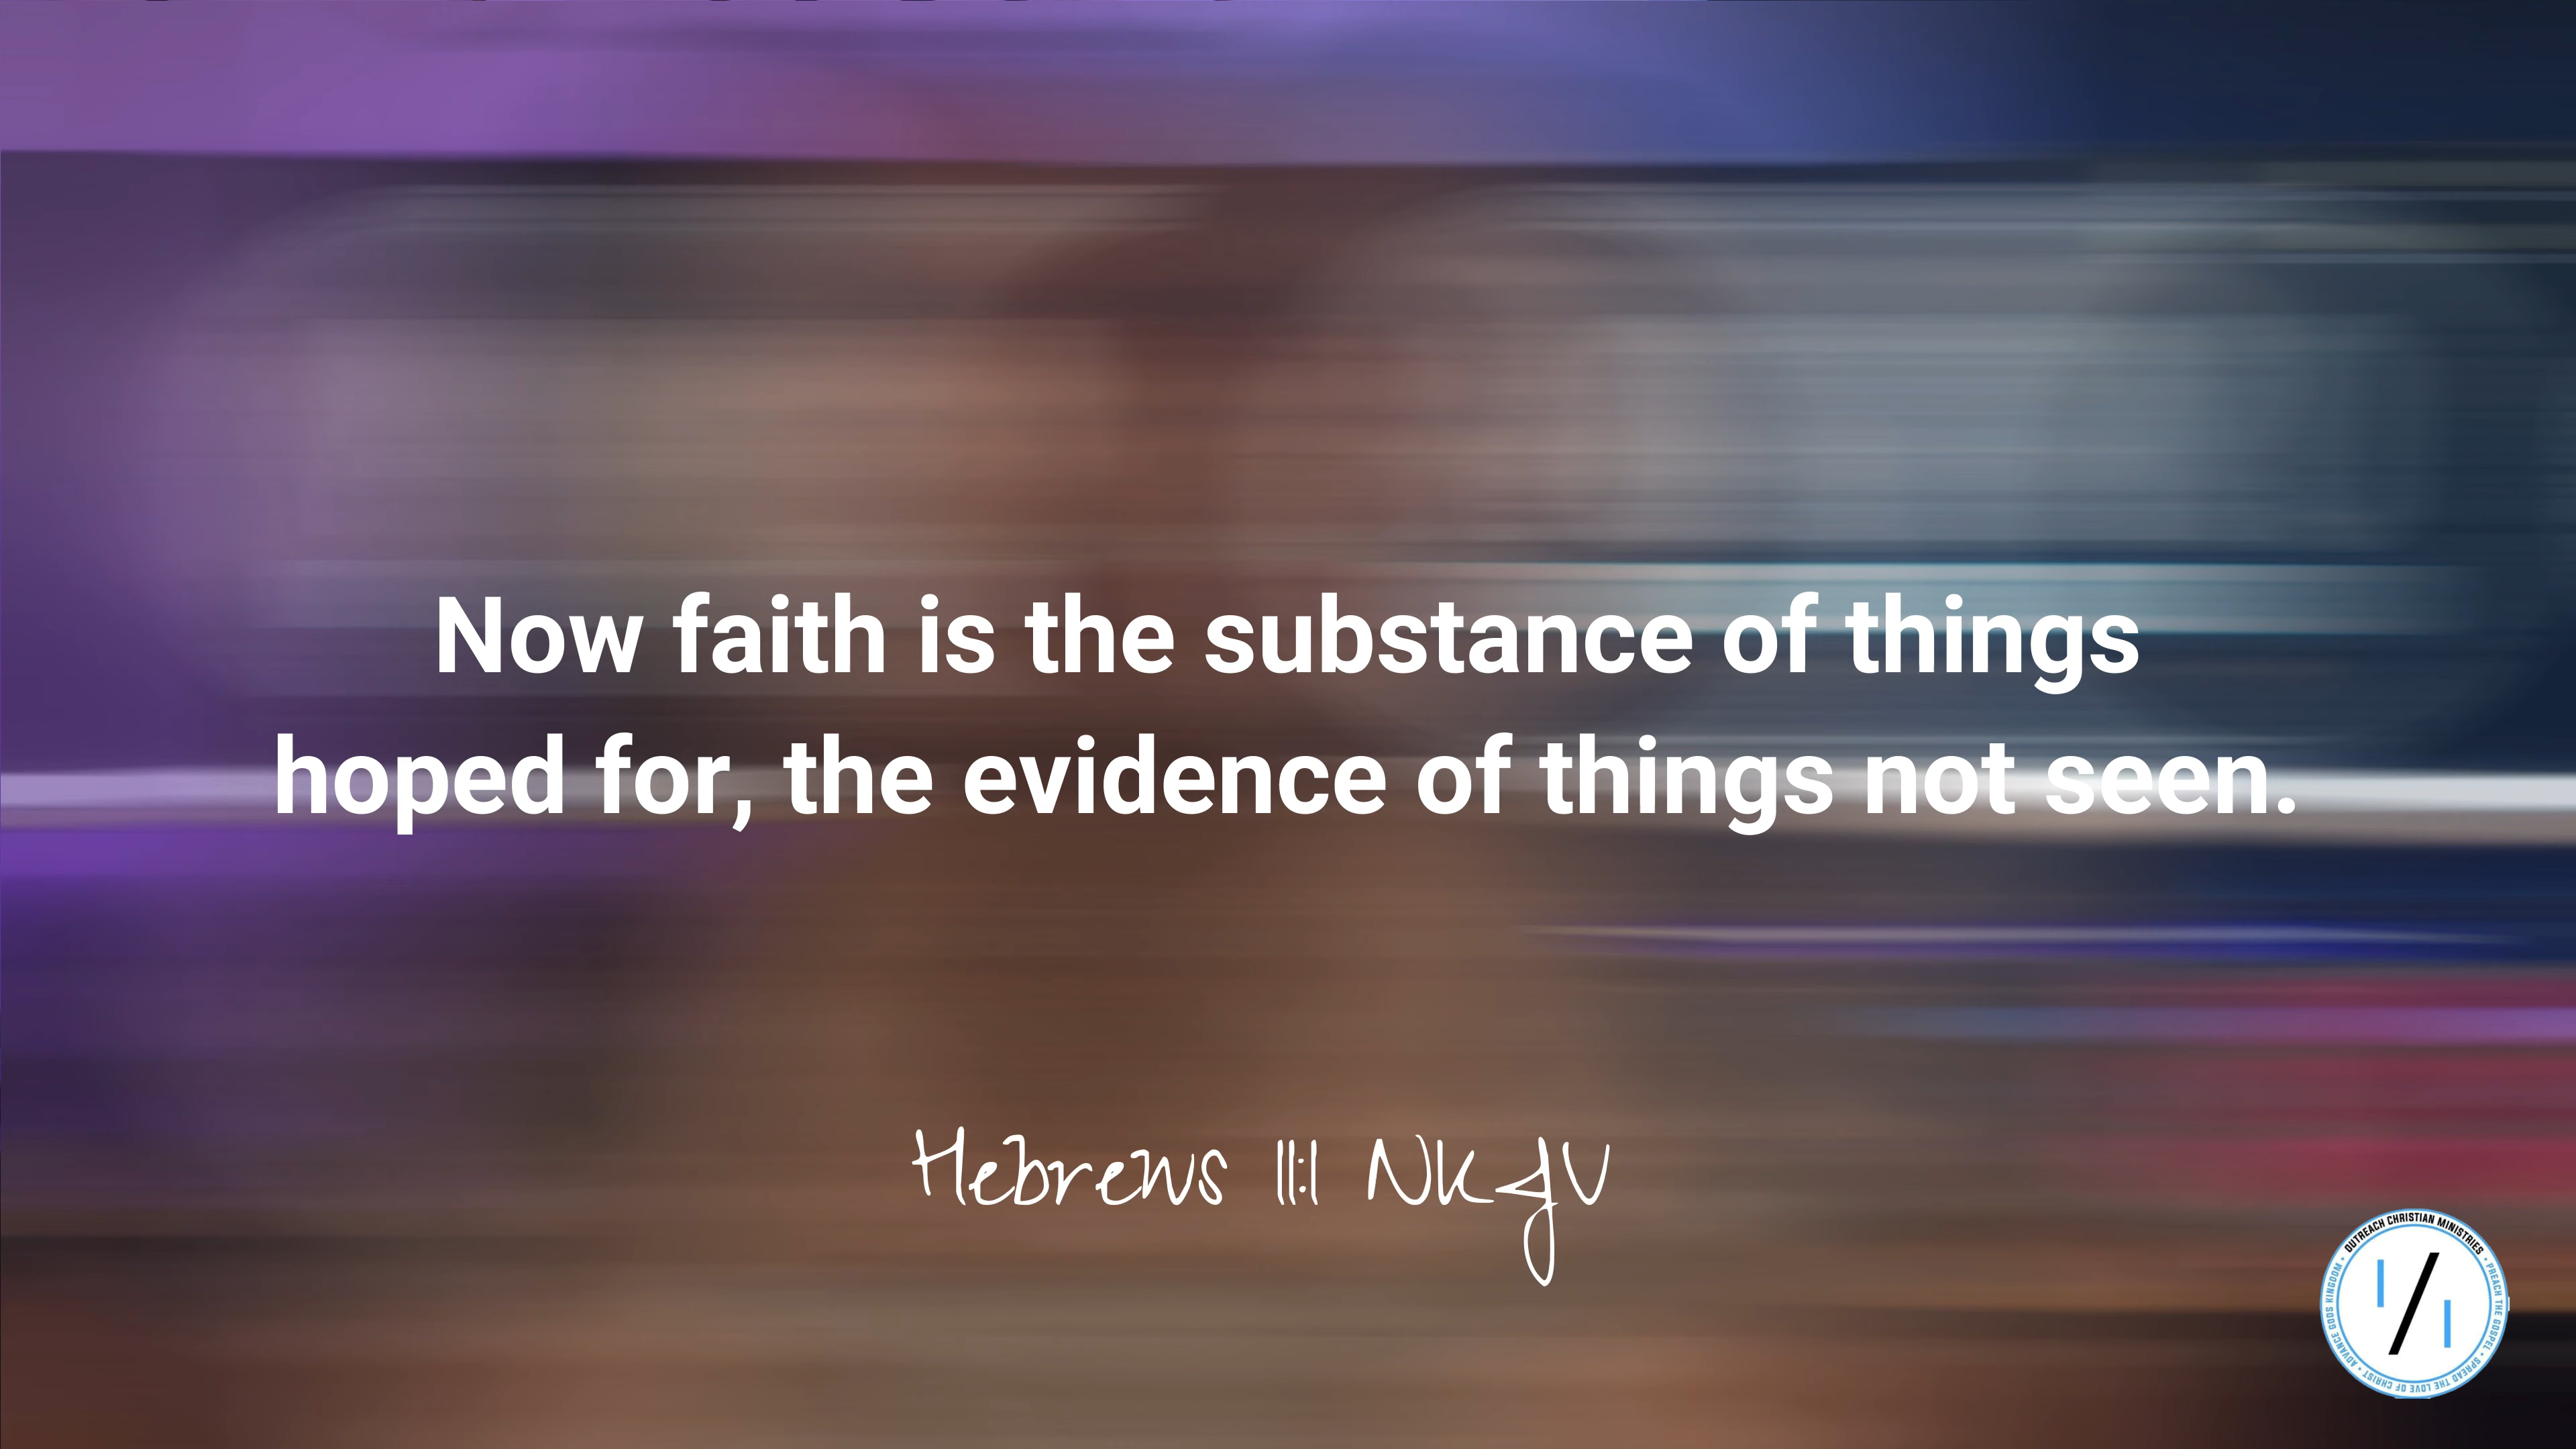 Now faith is the substance of things
hoped for, the evidence of things not seen.
Hebrews 11:1 NKJV
OUTREACH CHRISTIAN MINISTRIES • PREACH THE GOSPEL • SPREAD THE LOVE OF CHRIST • ADVANCE GODS KINGDOM •